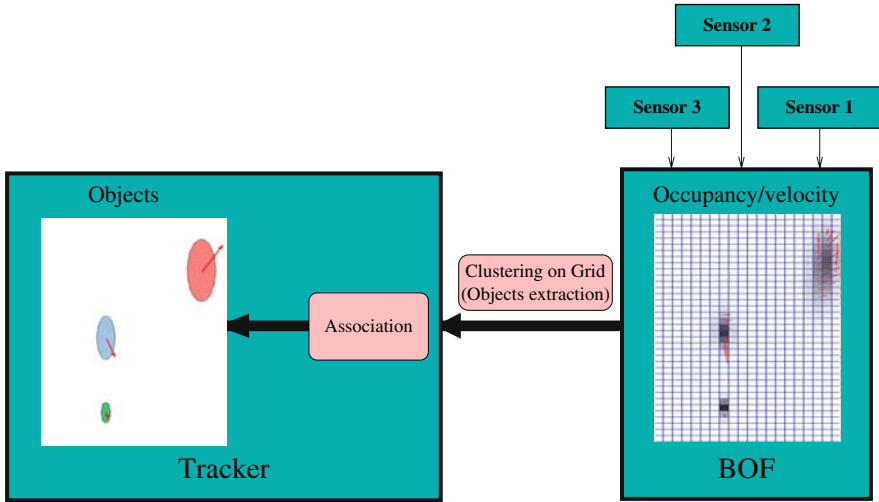 Sensor 2
Sensor 3
Sensor 1
Objects
Occupancy/velocity
Clustering on Grid
(Objects extraction)
Association
Tracker
BOF